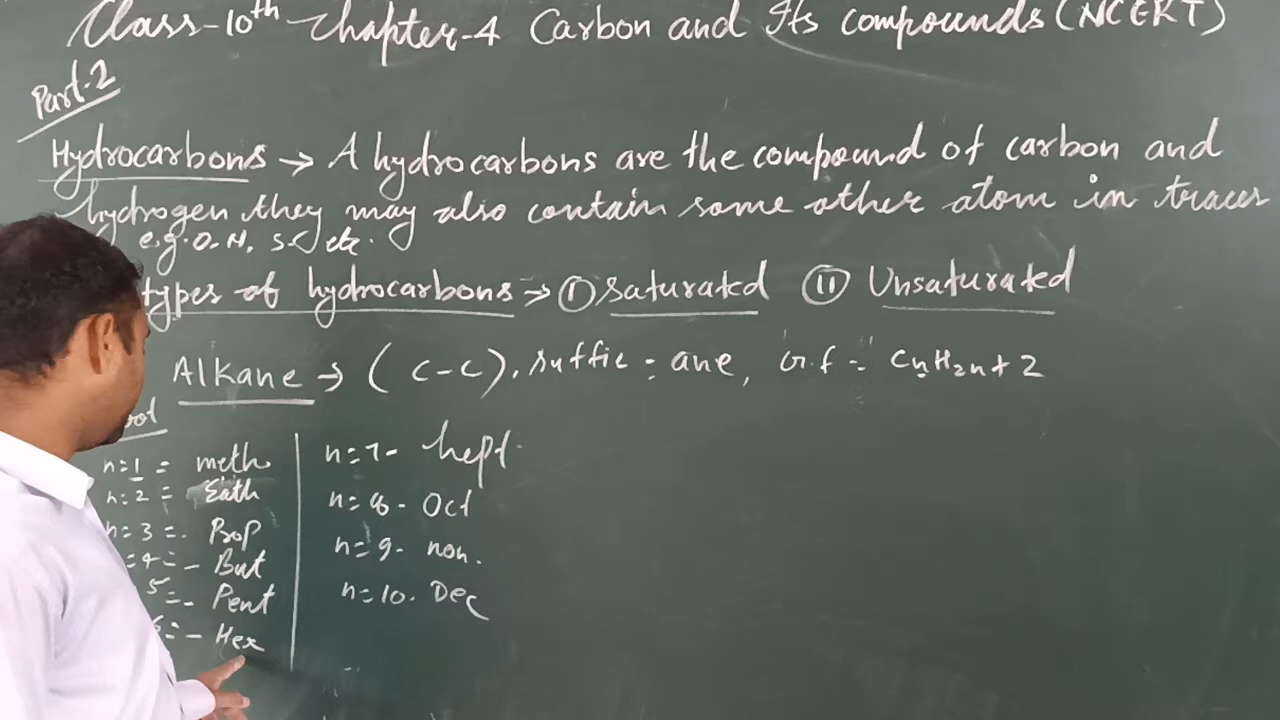 Class-10th Chapter-4 Carbon and Its compounds (NCERT)
Part-2
Hydrocarbons → A hydrocarbons are the compound of carbon and
hydrogen they may also contain some other atom in traces
e.g. O, N, S etc.
types of hydrocarbons → (I) Saturated (II) Unsaturated
Alkane → (C-C), suffic = ane, G.f = CnH2n+2
n=1 = meth
n=2 = Eath
n=3 = Prop
=4 = - But
5 = - Pent
6 = - Hex
n=7- hept
n=8- Oct
n=9- non.
n=10. Dec